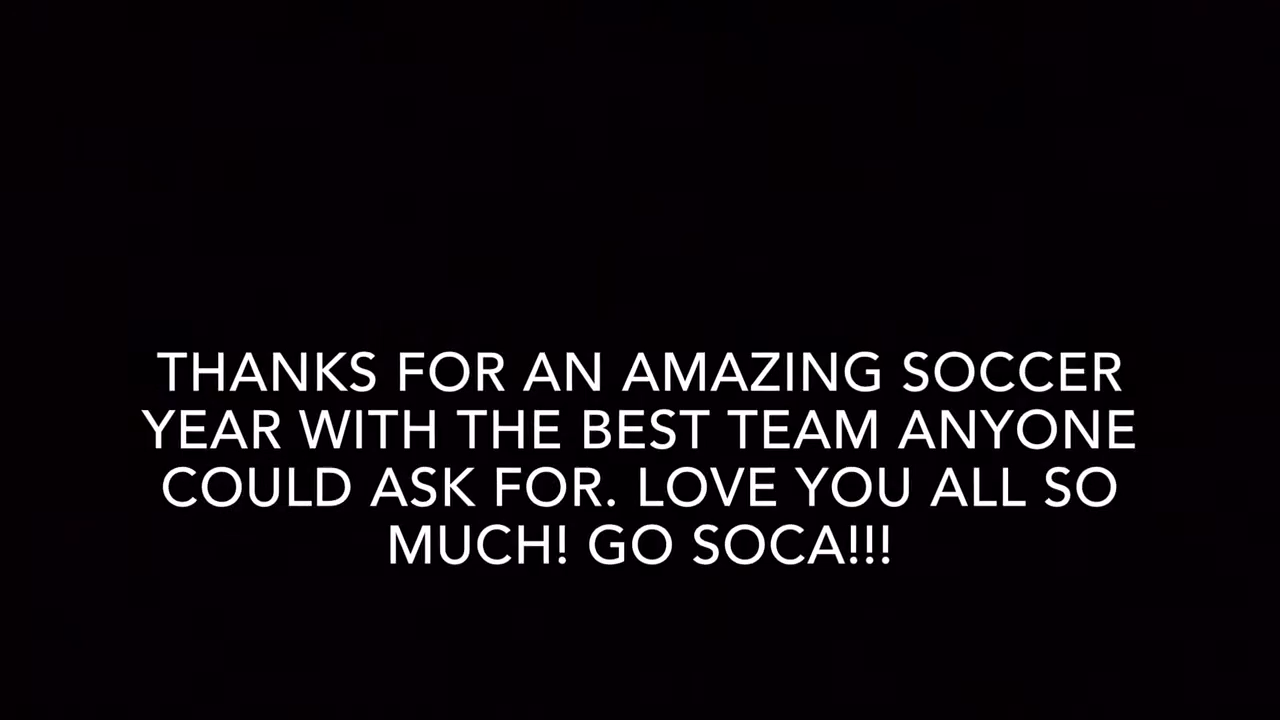 THANKS FOR AN AMAZING SOCCER
YEAR WITH THE BEST TEAM ANYONE
COULD ASK FOR. LOVE YOU ALL SO
MUCH! GO SOCA!!!